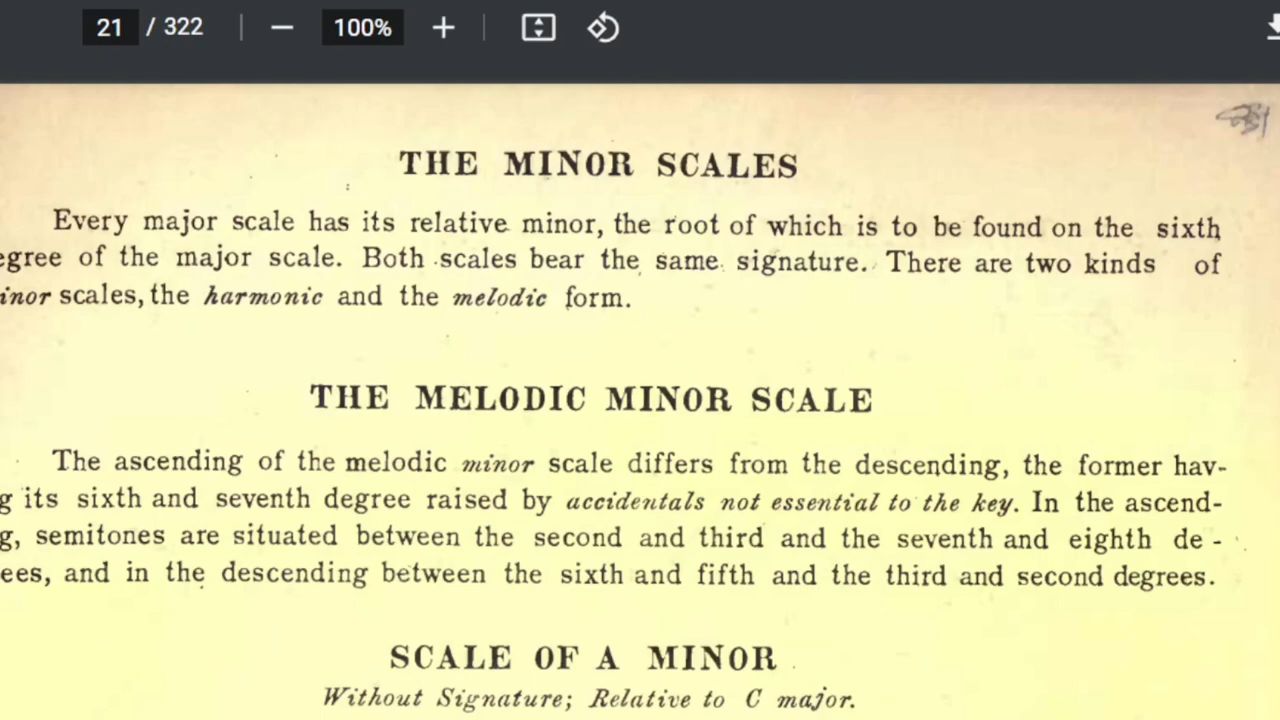 21 / 322
100%
THE MINOR SCALES
Every major scale has its relative minor, the root of which is to be found on the sixth
egree of the major scale. Both scales bear the same signature. There are two kinds of
inor scales, the harmonic and the melodic form.
THE MELODIC MINOR SCALE
The ascending of the melodic minor scale differs from the descending, the former hav-
g its sixth and seventh degree raised by accidentals not essential to the key. In the ascend-
g, semitones are situated between the second and third and the seventh and eighth de-
ees, and in the descending between the sixth and fifth and the third and second degrees.
SCALE OF A MINOR
Without Signature; Relative to C major.